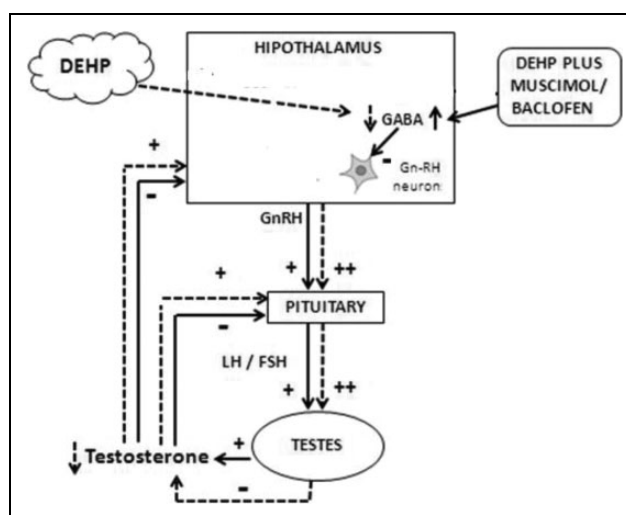 HIPOTHALAMUS
DEHP
DEHP PLUS
MUSCIMOL/
BACLOFEN
GABA
-
Gn-RH
neuron
+
-
GnRH
+
++
+
-
PITUITARY
LH / FSH
+
++
TESTES
+
Testosterone
-